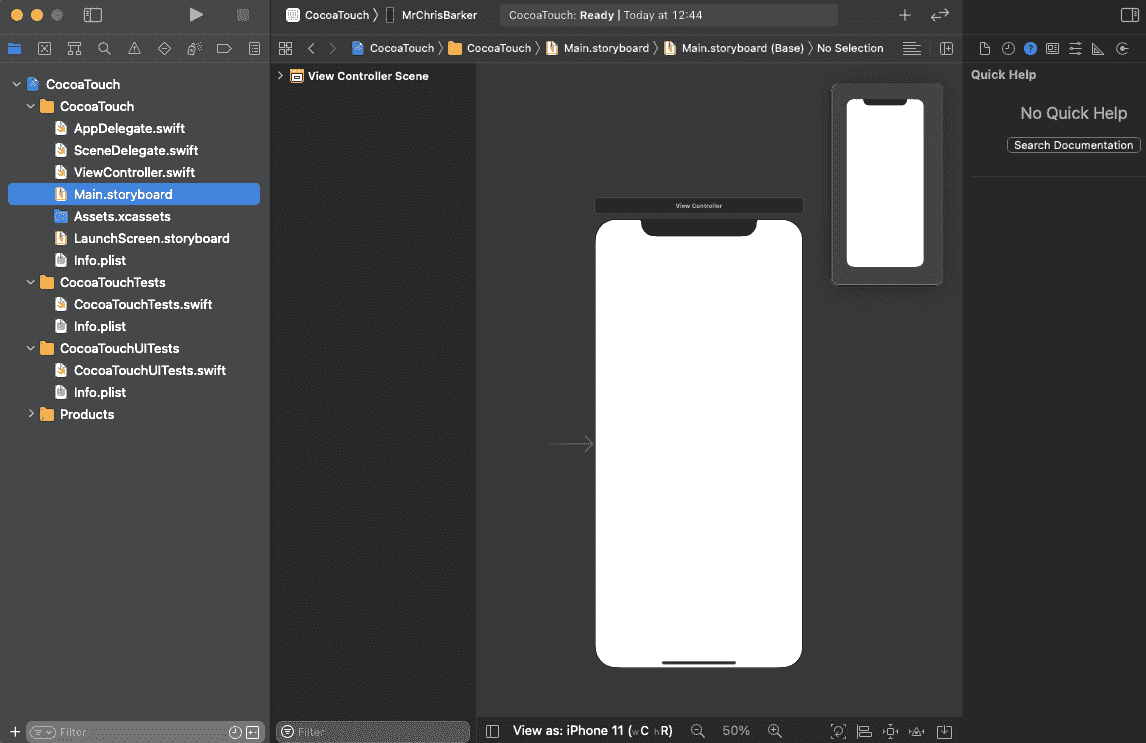 CocoaTouch
MrChrisBarker
CocoaTouch: Ready | Today at 12:44
CocoaTouch
CocoaTouch
Main.storyboard
Main.storyboard (Base)
No Selection
CocoaTouch
CocoaTouch
AppDelegate.swift
SceneDelegate.swift
ViewController.swift
Main.storyboard
Assets.xcassets
LaunchScreen.storyboard
Info.plist
CocoaTouchTests
CocoaTouchTests.swift
Info.plist
CocoaTouchUITests
CocoaTouchUITests.swift
Info.plist
Products
Filter
View Controller Scene
Filter
View Controller
View as: iPhone 11 (wC hR)
50%
Quick Help
No Quick Help
Search Documentation